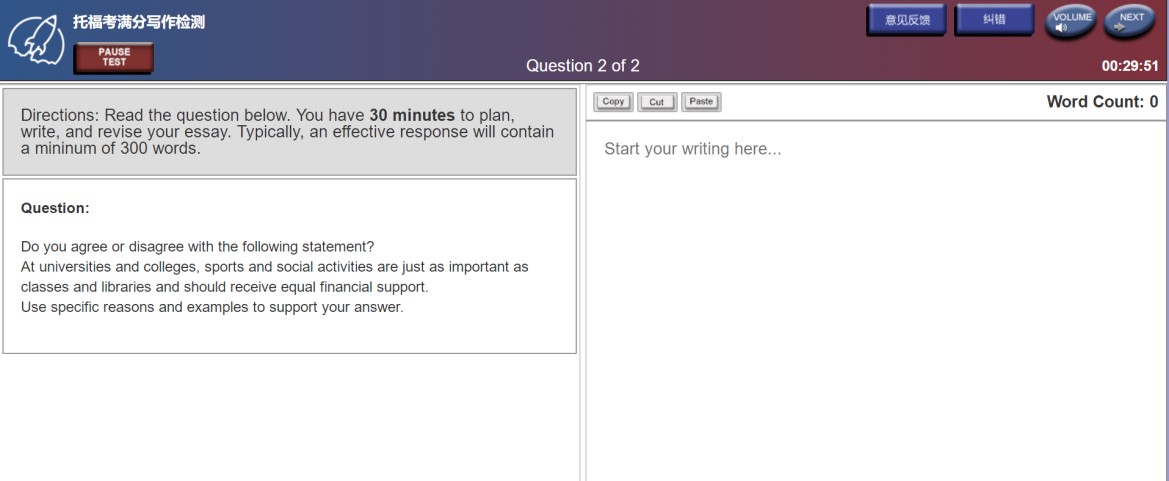 托福考满分写作检测
PAUSE
TEST
意见反馈
纠错
VOLUME
NEXT
Question 2 of 2
00:29:51
Directions: Read the question below. You have 30 minutes to plan,
write, and revise your essay. Typically, an effective response will contain
a mininum of 300 words.
Copy
Cut
Paste
Word Count: 0
Start your writing here...
Question:
Do you agree or disagree with the following statement?
At universities and colleges, sports and social activities are just as important as
classes and libraries and should receive equal financial support.
Use specific reasons and examples to support your answer.